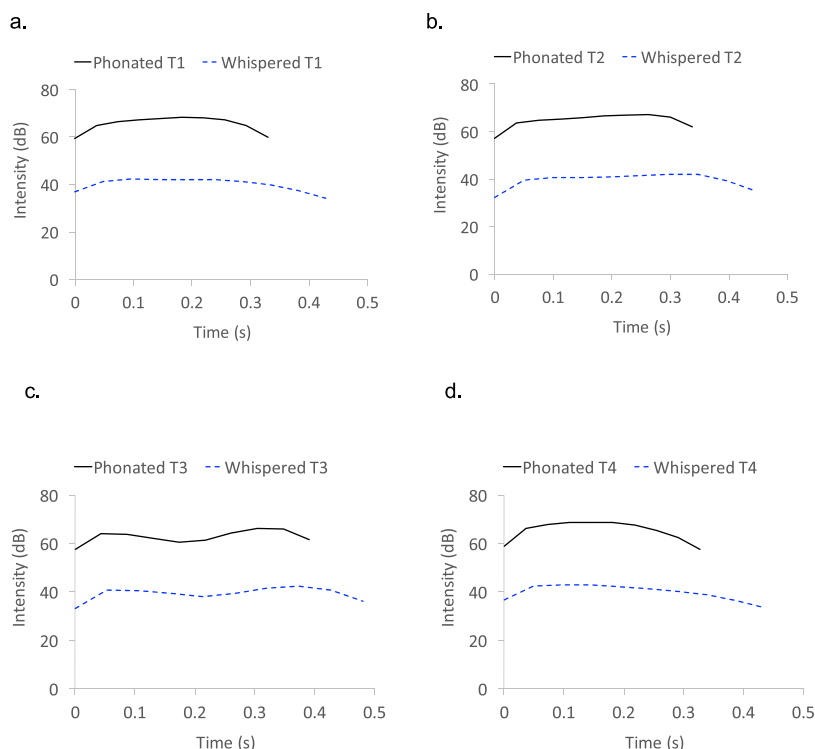 a.
Phonated T1 Whispered T1
Intensity (dB)
80
60
40
20
0
0 0.1 0.2 0.3 0.4 0.5
Time (s)
b.
Phonated T2 Whispered T2
Intensity (dB)
80
60
40
20
0
0 0.1 0.2 0.3 0.4 0.5
Time (s)
c.
Phonated T3 Whispered T3
Intensity (dB)
80
60
40
20
0
0 0.1 0.2 0.3 0.4 0.5
Time (s)
d.
Phonated T4 Whispered T4
Intensity (dB)
80
60
40
20
0
0 0.1 0.2 0.3 0.4 0.5
Time (s)